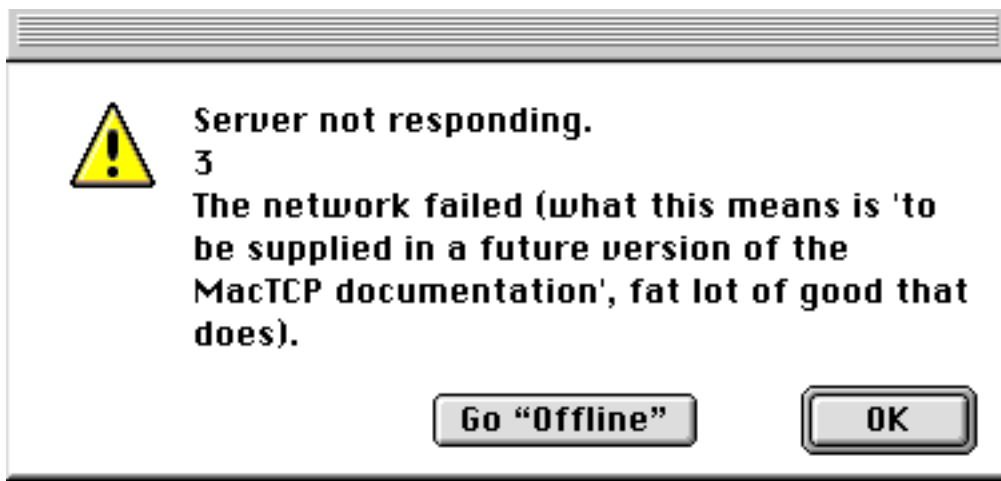 Server not responding.
3
The network failed (what this means is 'to
be supplied in a future version of the
MacTCP documentation', fat lot of good that
does).
Go “Offline”
OK